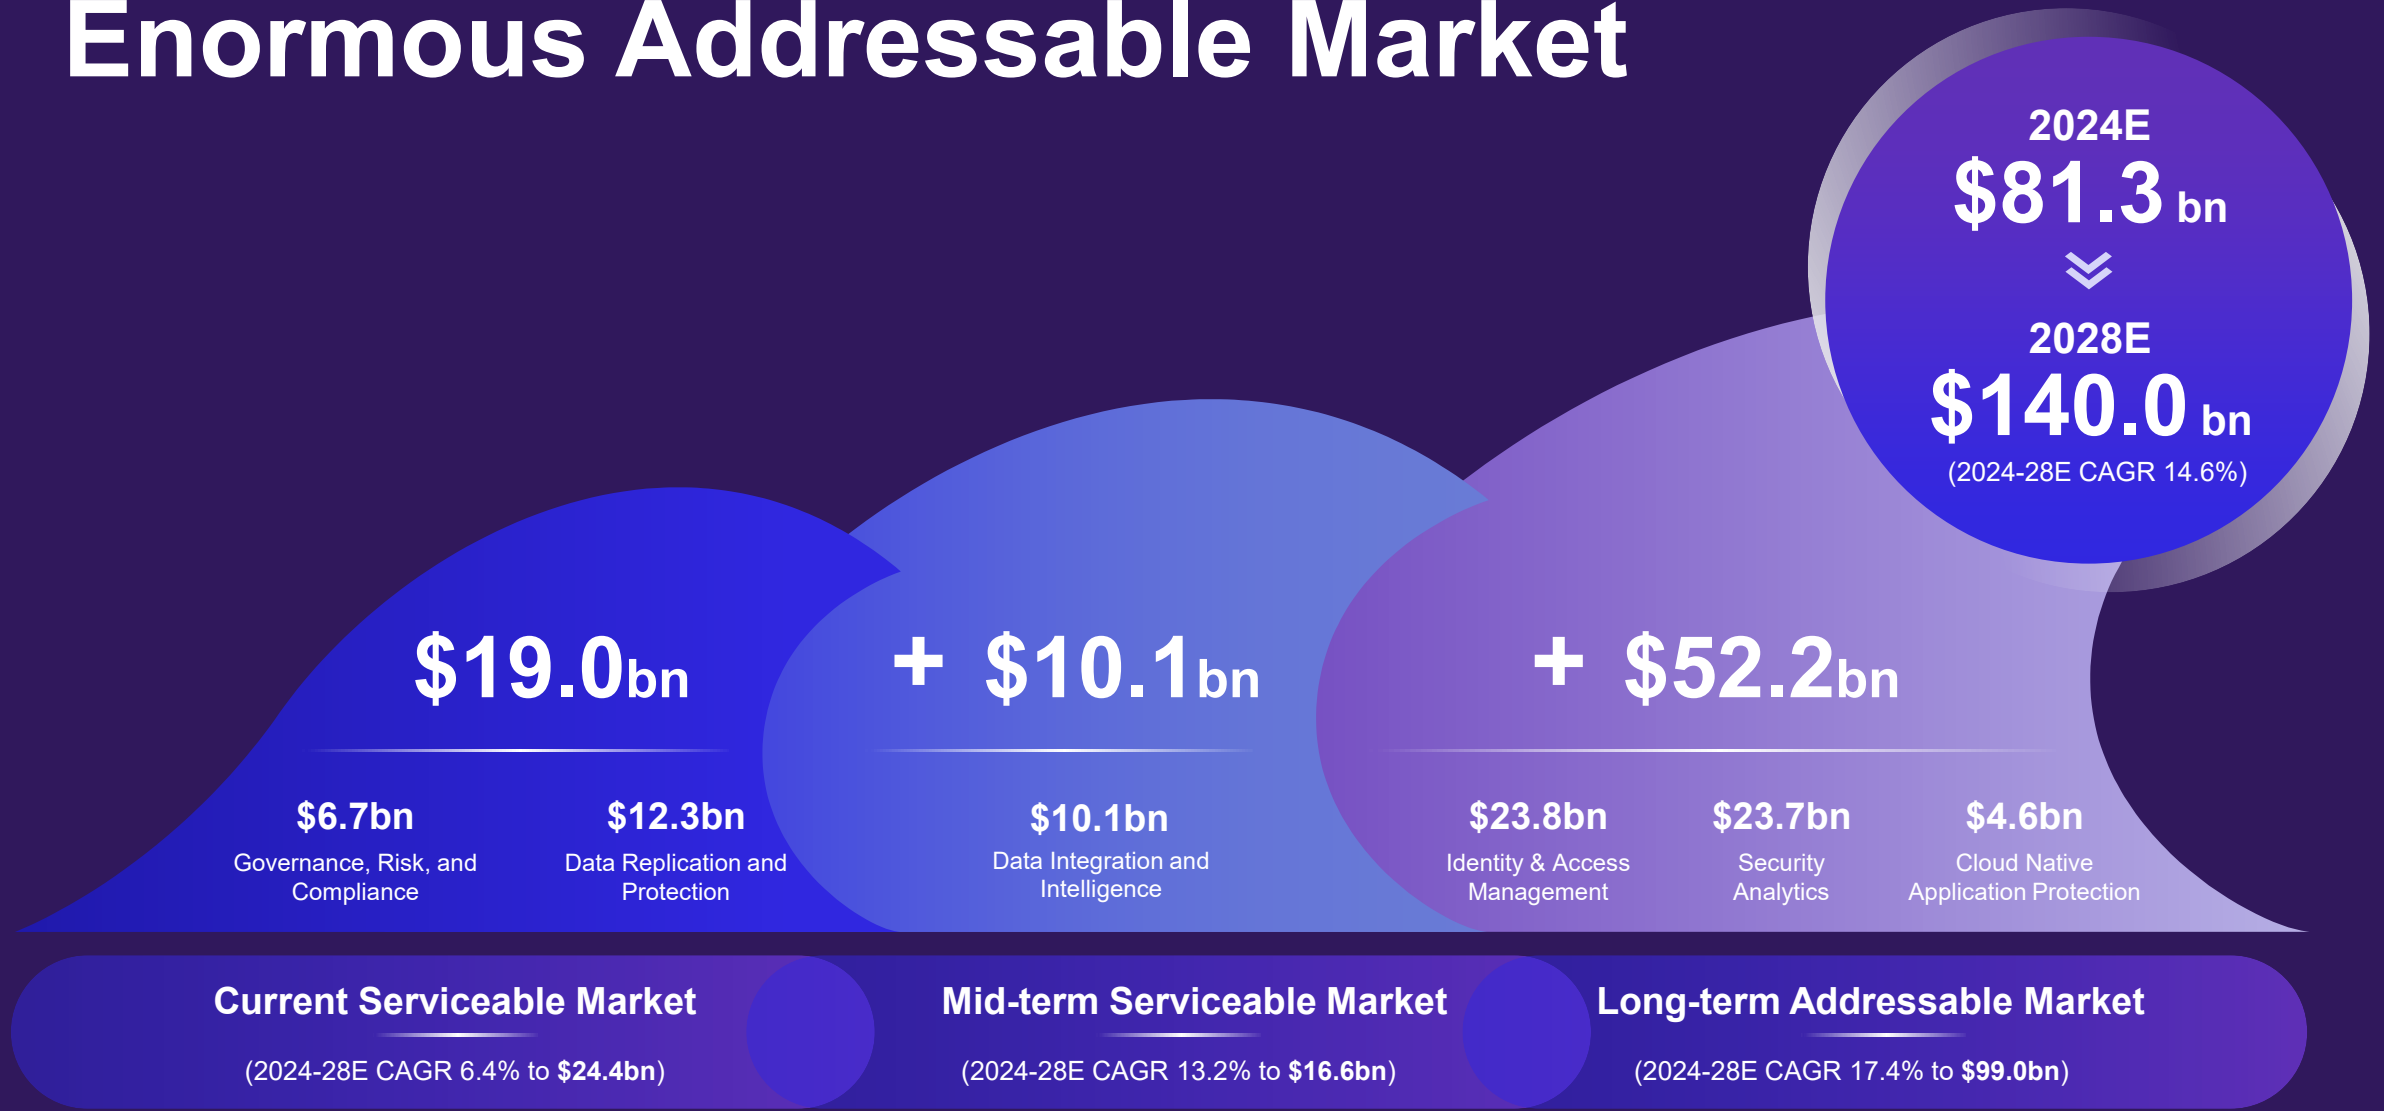 Enormous Addressable Market
2024E
$81.3 bn
2028E
$140.0 bn
(2024-28E CAGR 14.6%)
$19.0bn
+ $10.1bn
+ $52.2bn
$6.7bn
Governance, Risk, and
Compliance
$12.3bn
Data Replication and
Protection
$10.1bn
Data Integration and
Intelligence
$23.8bn
Identity & Access
Management
$23.7bn
Security
Analytics
$4.6bn
Cloud Native
Application Protection
Current Serviceable Market
(2024-28E CAGR 6.4% to $24.4bn)
Mid-term Serviceable Market
(2024-28E CAGR 13.2% to $16.6bn)
Long-term Addressable Market
(2024-28E CAGR 17.4% to $99.0bn)